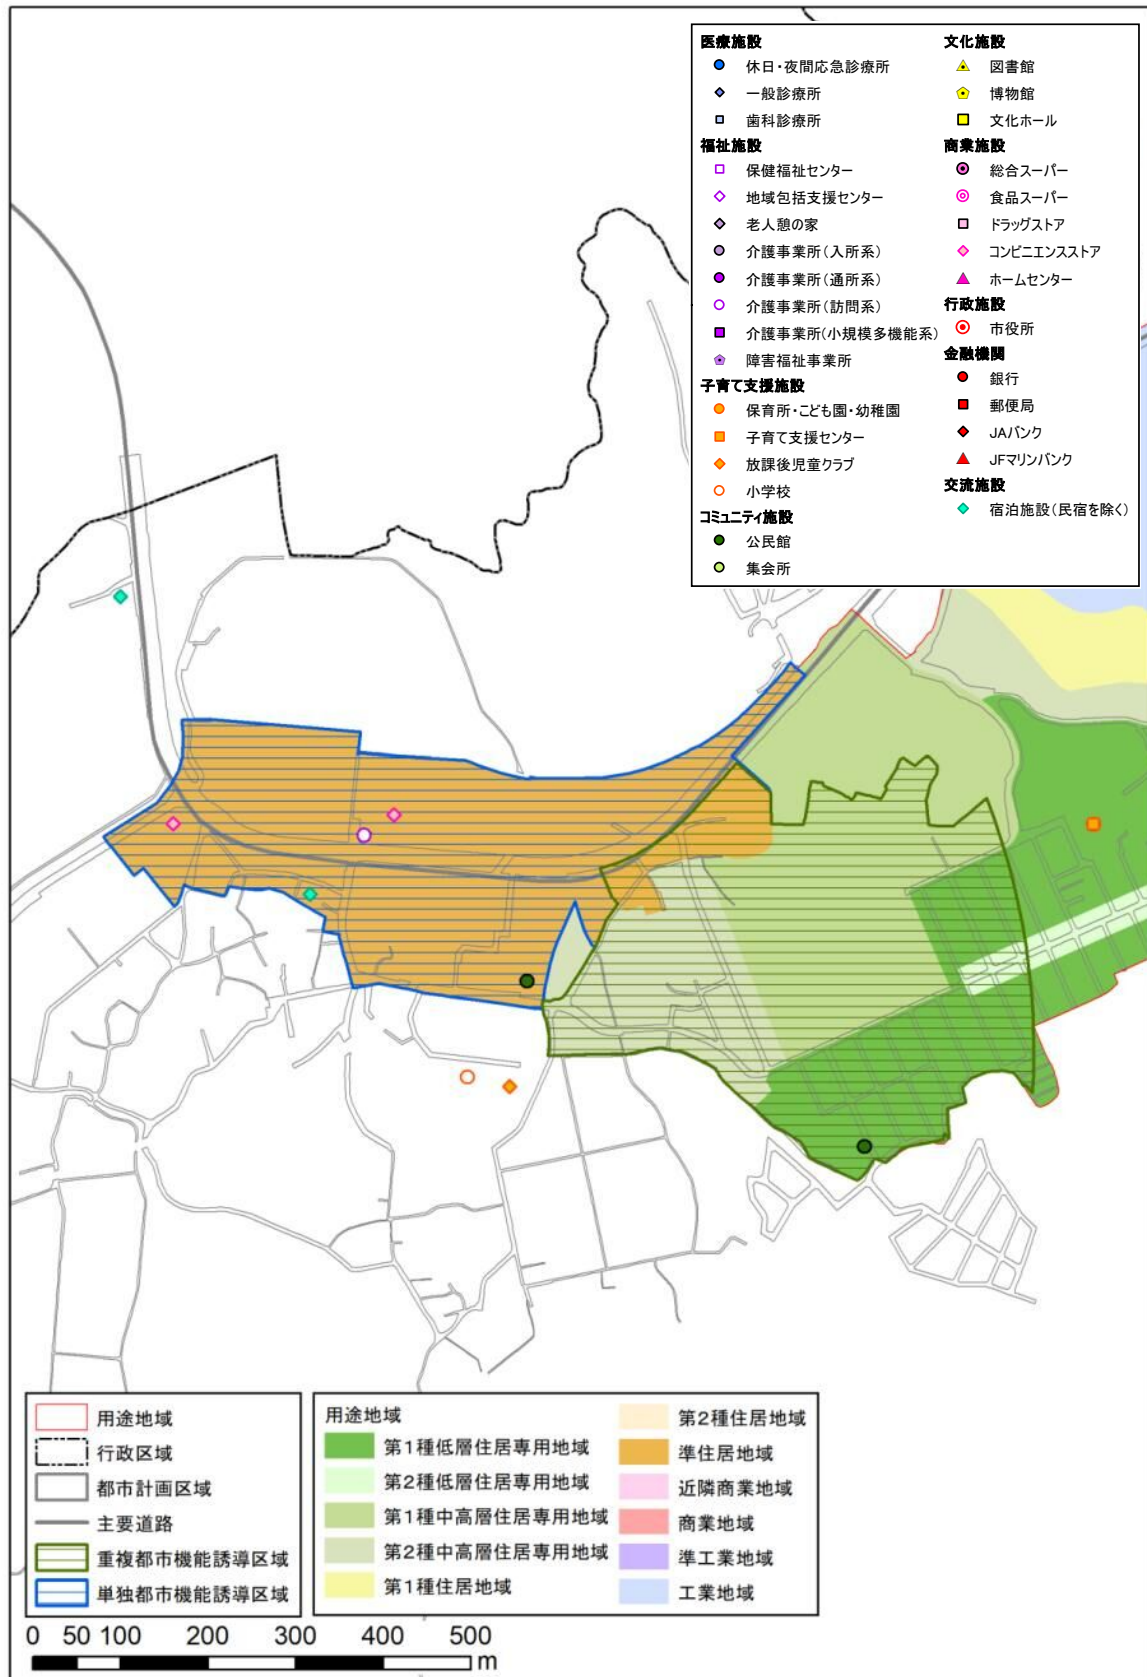 医療施設
休日・夜間応急診療所
一般診療所
歯科診療所
福祉施設
保健福祉センター
地域包括支援センター
老人憩の家
介護事業所(入所系)
介護事業所(通所系)
介護事業所(訪問系)
介護事業所(小規模多機能系)
障害福祉事業所
子育て支援施設
保育所・こども園・幼稚園
子育て支援センター
放課後児童クラブ
小学校
コミュニティ施設
公民館
集会所
文化施設
図書館
博物館
文化ホール
商業施設
総合スーパー
食品スーパー
ドラッグストア
コンビニエンスストア
ホームセンター
行政施設
市役所
金融機関
銀行
郵便局
JAバンク
JFマリンバンク
交流施設
宿泊施設(民宿を除く)
用途地域
行政区域
都市計画区域
主要道路
重複都市機能誘導区域
単独都市機能誘導区域
用途地域
第1種低層住居専用地域
第2種低層住居専用地域
第1種中高層住居専用地域
第2種中高層住居専用地域
第1種住居地域
第2種住居地域
準住居地域
近隣商業地域
商業地域
準工業地域
工業地域
0 50 100 200 300 400 500
m